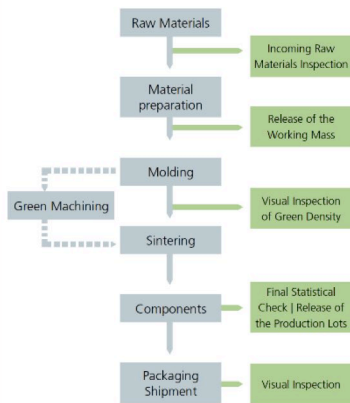 Raw Materials
Incoming Raw
Materials Inspection
Material
preparation
Release of the
Working Mass
Molding
Green Machining
Visual Inspection
of Green Density
Sintering
Components
Final Statistical
Check | Release of
the Production Lots
Packaging
Shipment
Visual Inspection